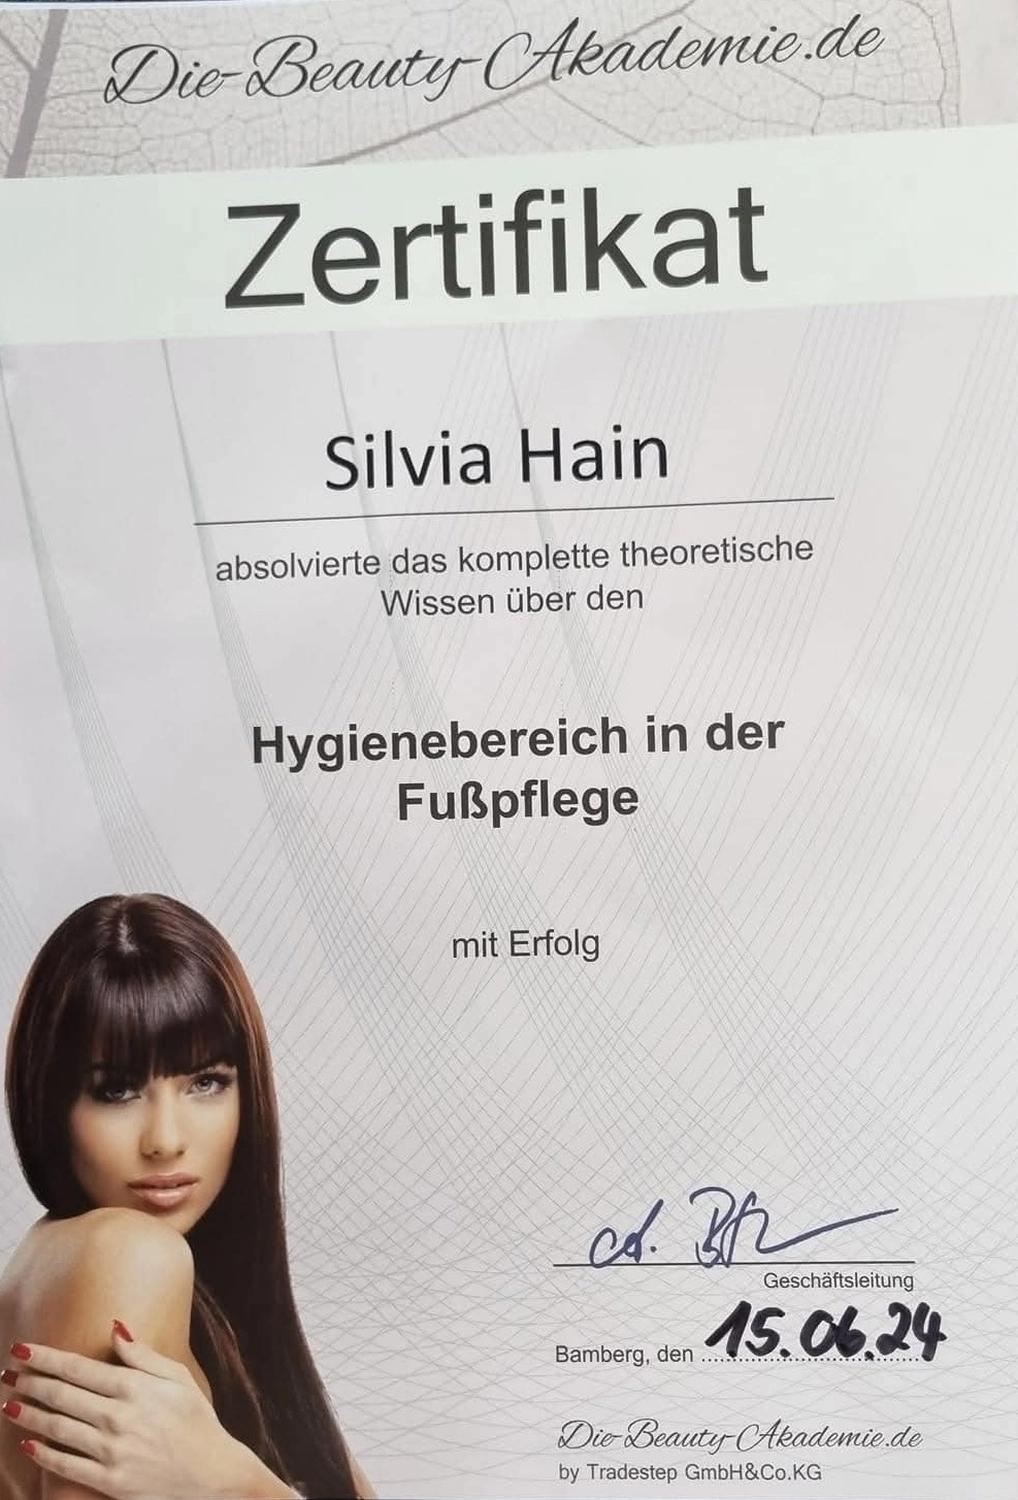 Die-Beauty-Akademie.de
Zertifikat
Silvia Hain
absolvierte das komplette theoretische
Wissen über den
Hygienebereich in der
Fußpflege
mit Erfolg
Geschäftsleitung
Bamberg, den 15.06.24
Die-Beauty-Akademie.de
by Tradestep GmbH&Co.KG